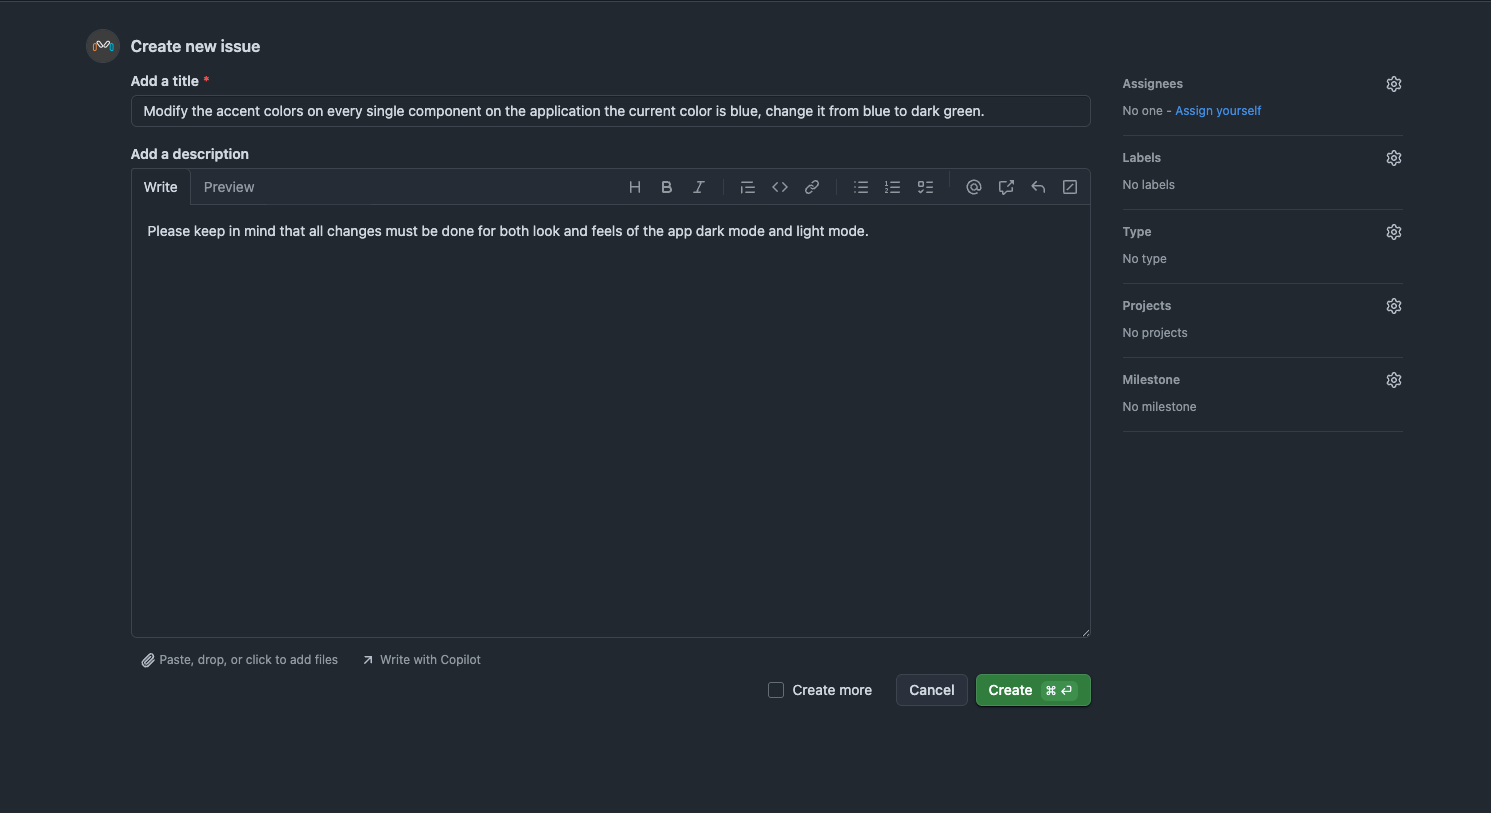 Create new issue
Add a title *
Modify the accent colors on every single component on the application the current color is blue, change it from blue to dark green.
Add a description
Write Preview
Please keep in mind that all changes must be done for both look and feels of the app dark mode and light mode.
Paste, drop, or click to add files Write with Copilot
Create more Cancel Create ⌘ ⏎
Assignees
No one - Assign yourself
Labels
No labels
Type
No type
Projects
No projects
Milestone
No milestone